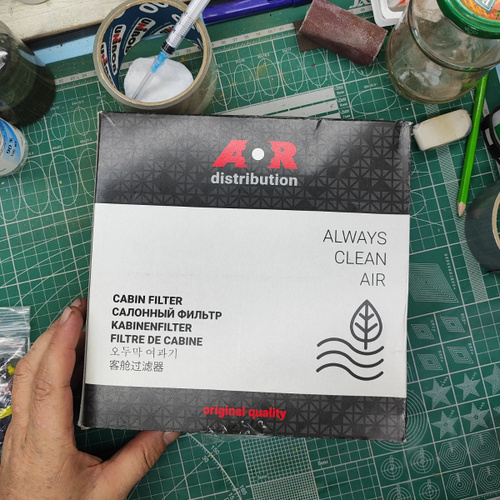 A.R
distribution
ALWAYS
CLEAN
AIR
CABIN FILTER
САЛОННЫЙ ФИЛЬТР
KABINENFILTER
FILTRE DE CABINE
오두막 여과기
客舱过滤器
original quality